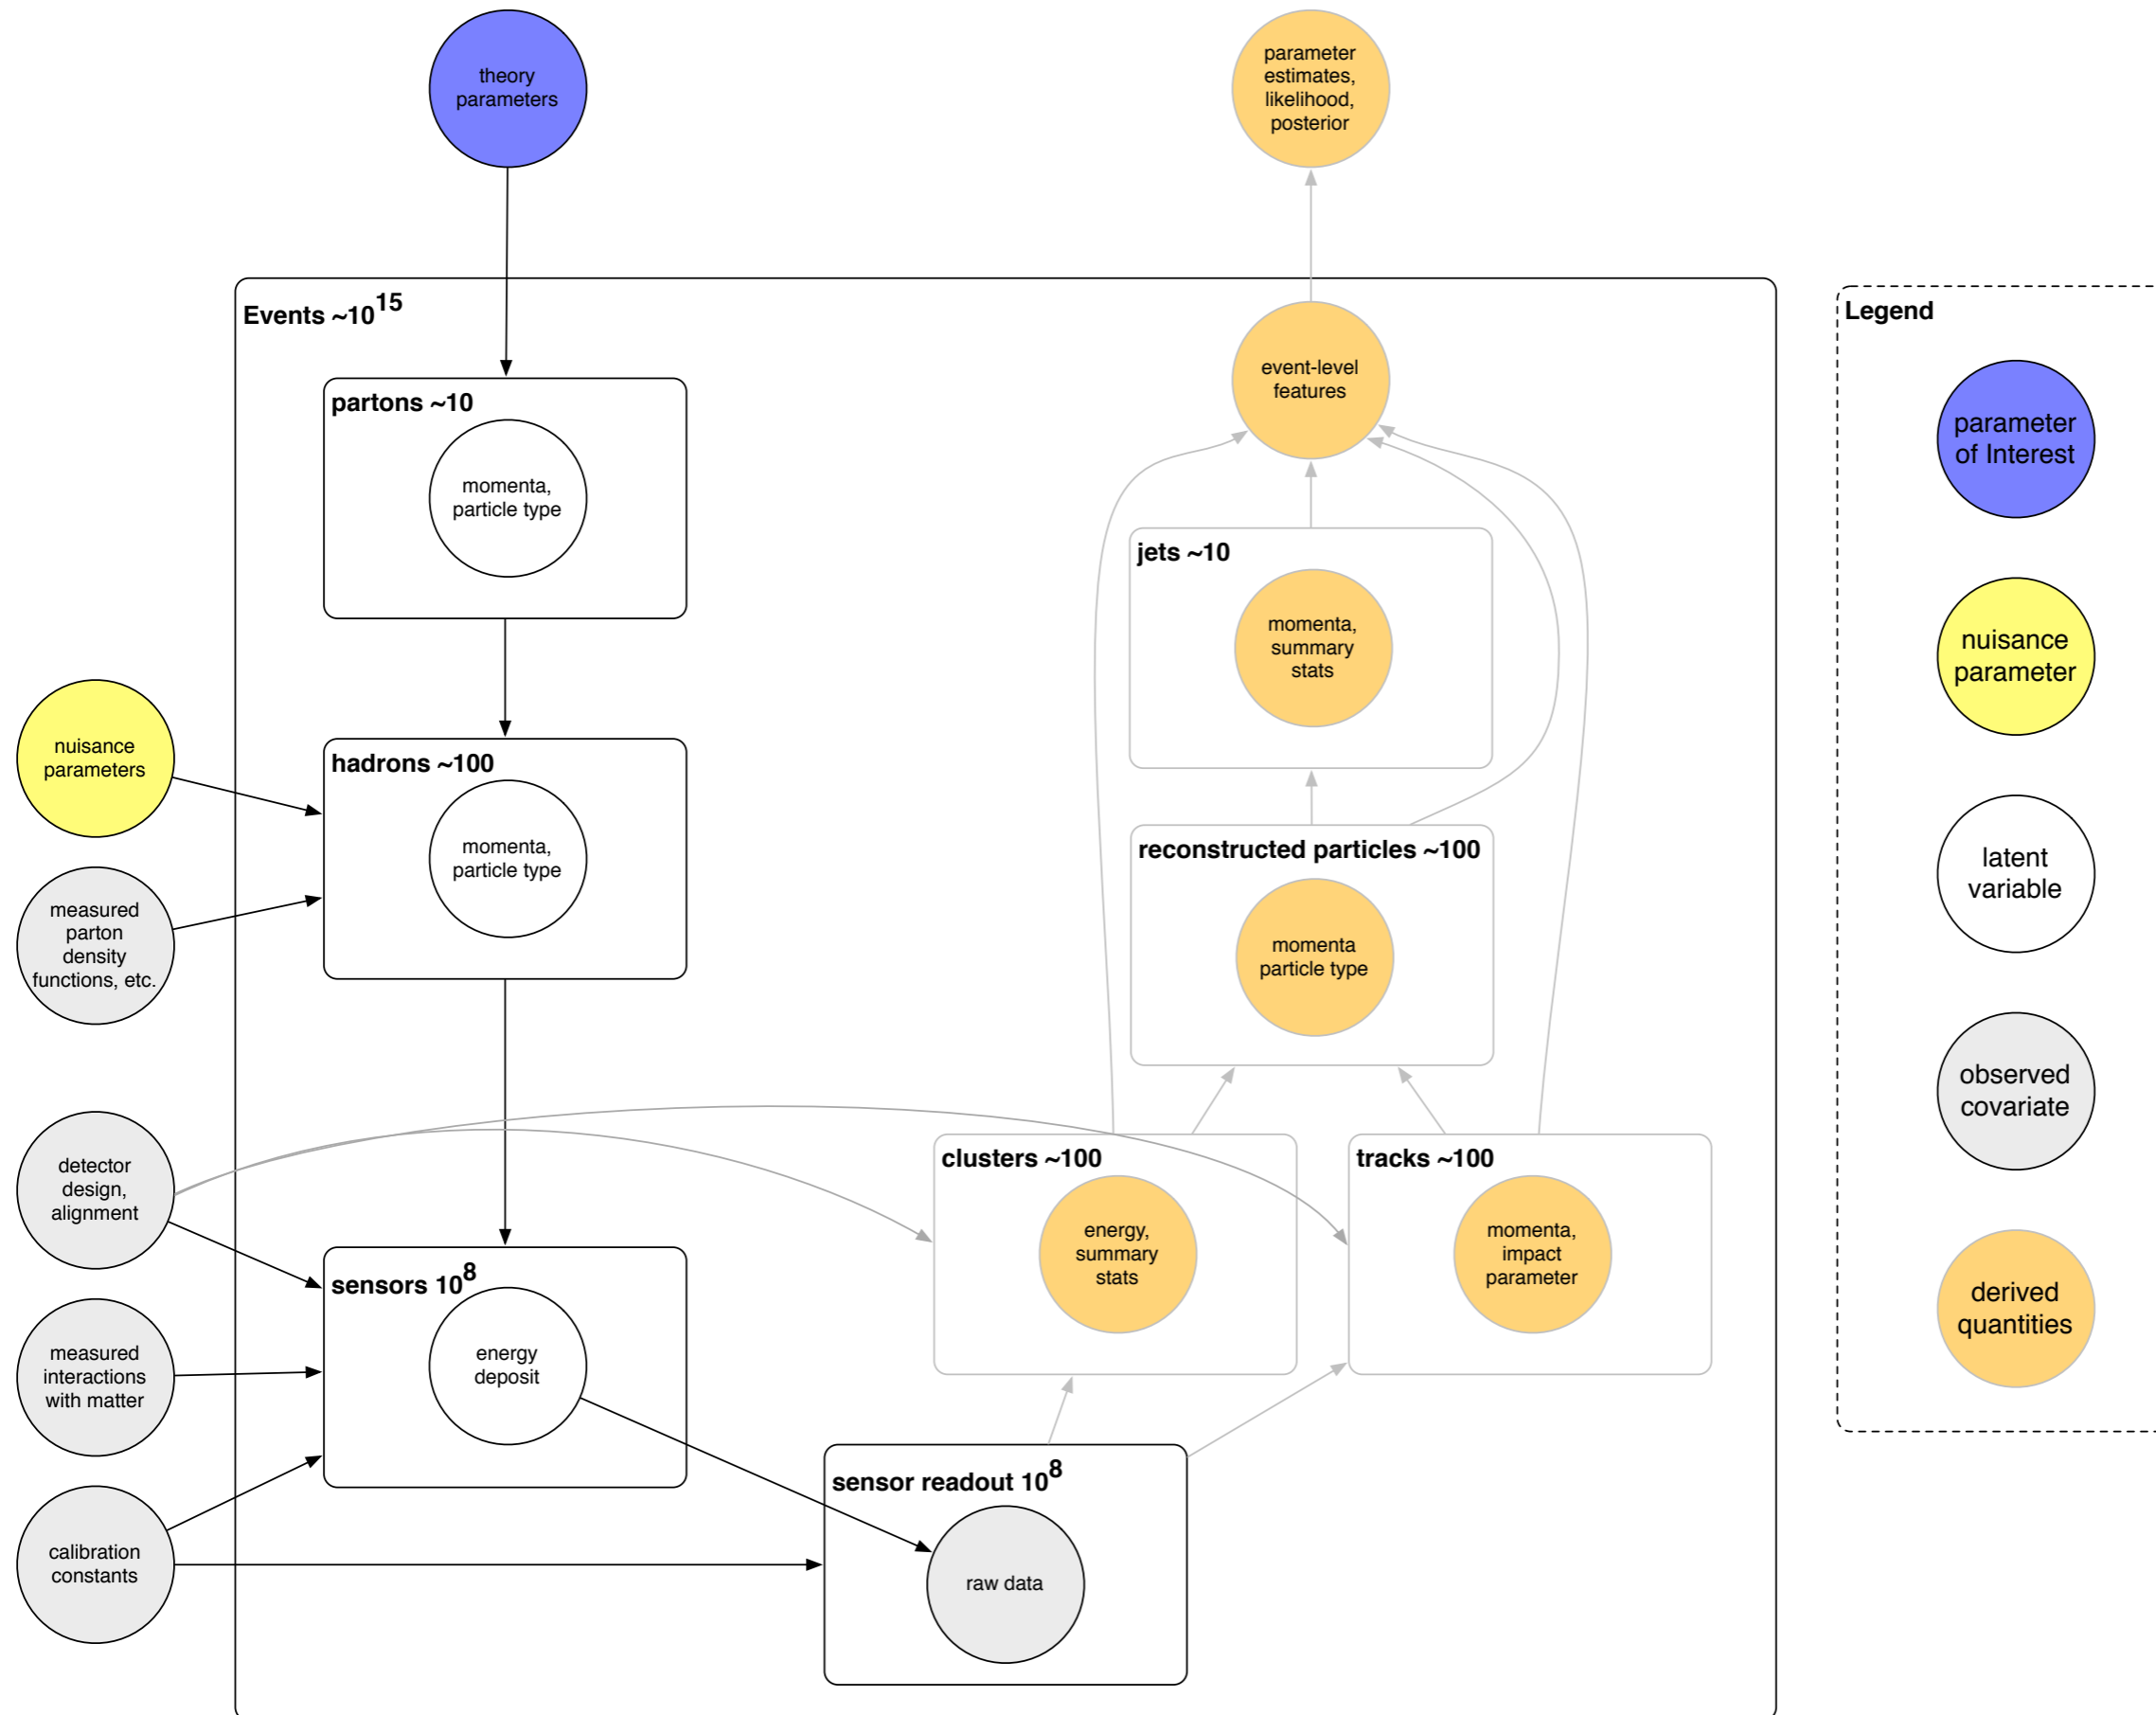 theory
parameters
parameter
estimates,
likelihood,
posterior
Events ~10^15
partons ~10
momenta,
particle type
event-level
features
jets ~10
momenta,
summary
stats
nuisance
parameters
hadrons ~100
momenta,
particle type
measured
parton
density
functions, etc.
reconstructed particles ~100
momenta
particle type
detector
design,
alignment
clusters ~100
energy,
summary
stats
tracks ~100
momenta,
impact
parameter
sensors 10^8
energy
deposit
measured
interactions
with matter
calibration
constants
sensor readout 10^8
raw data
Legend
parameter
of Interest
nuisance
parameter
latent
variable
observed
covariate
derived
quantities